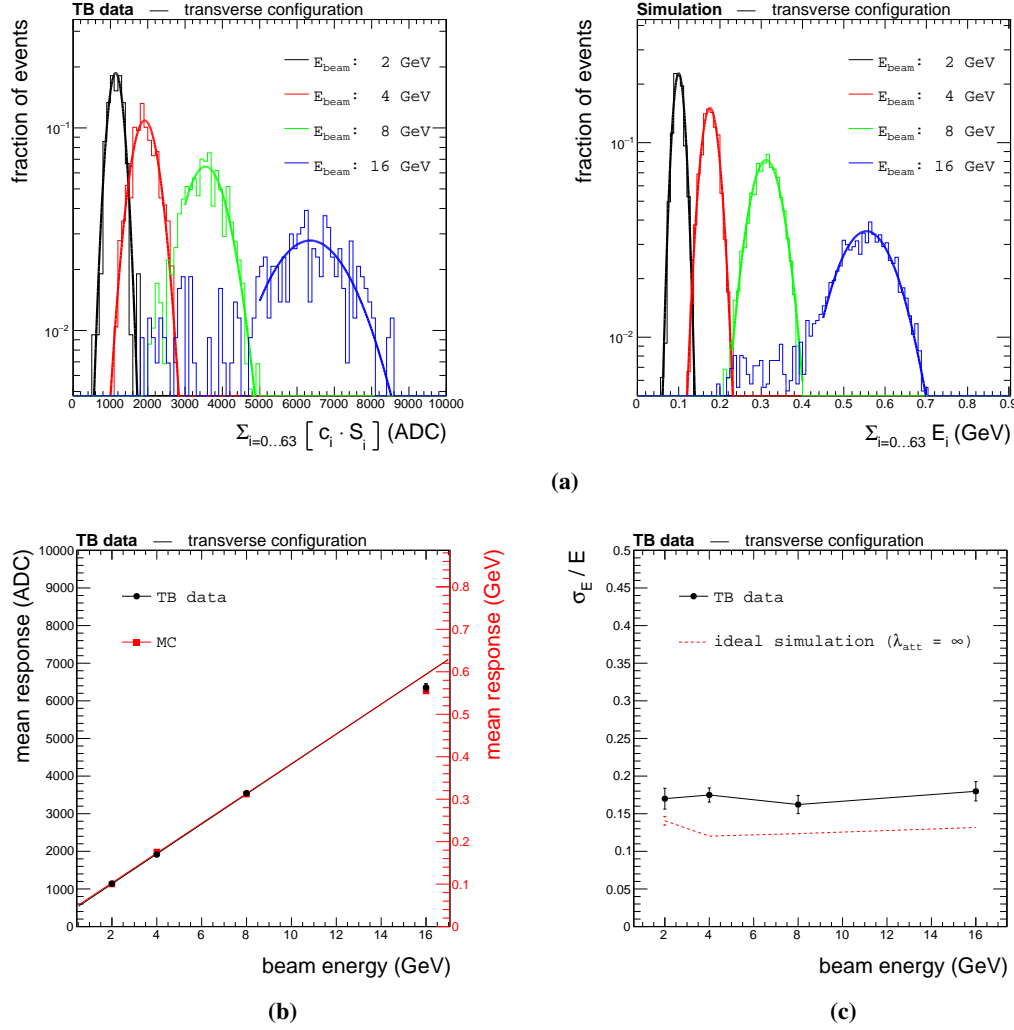 TB data — transverse configuration
fraction of events
E_beam: 2 GeV
E_beam: 4 GeV
E_beam: 8 GeV
E_beam: 16 GeV
10⁻¹
10⁻²
0 1000 2000 3000 4000 5000 6000 7000 8000 9000 10000
Σ_i=0...63 [ c_i · S_i ] (ADC)
Simulation — transverse configuration
fraction of events
E_beam: 2 GeV
E_beam: 4 GeV
E_beam: 8 GeV
E_beam: 16 GeV
10⁻¹
10⁻²
0 0.1 0.2 0.3 0.4 0.5 0.6 0.7 0.8 0.9
Σ_i=0...63 E_i (GeV)
(a)
TB data — transverse configuration
mean response (ADC)
10000
9000
8000
7000
6000
5000
4000
3000
2000
1000
0
TB data
MC
mean response (GeV)
0.8
0.7
0.6
0.5
0.4
0.3
0.2
0.1
0
2 4 6 8 10 12 14 16
beam energy (GeV)
(b)
TB data — transverse configuration
σ_E / E
0.5
0.45
0.4
0.35
0.3
0.25
0.2
0.15
0.1
0.05
0
TB data
ideal simulation (λ_att = ∞)
2 4 6 8 10 12 14 16
beam energy (GeV)
(c)